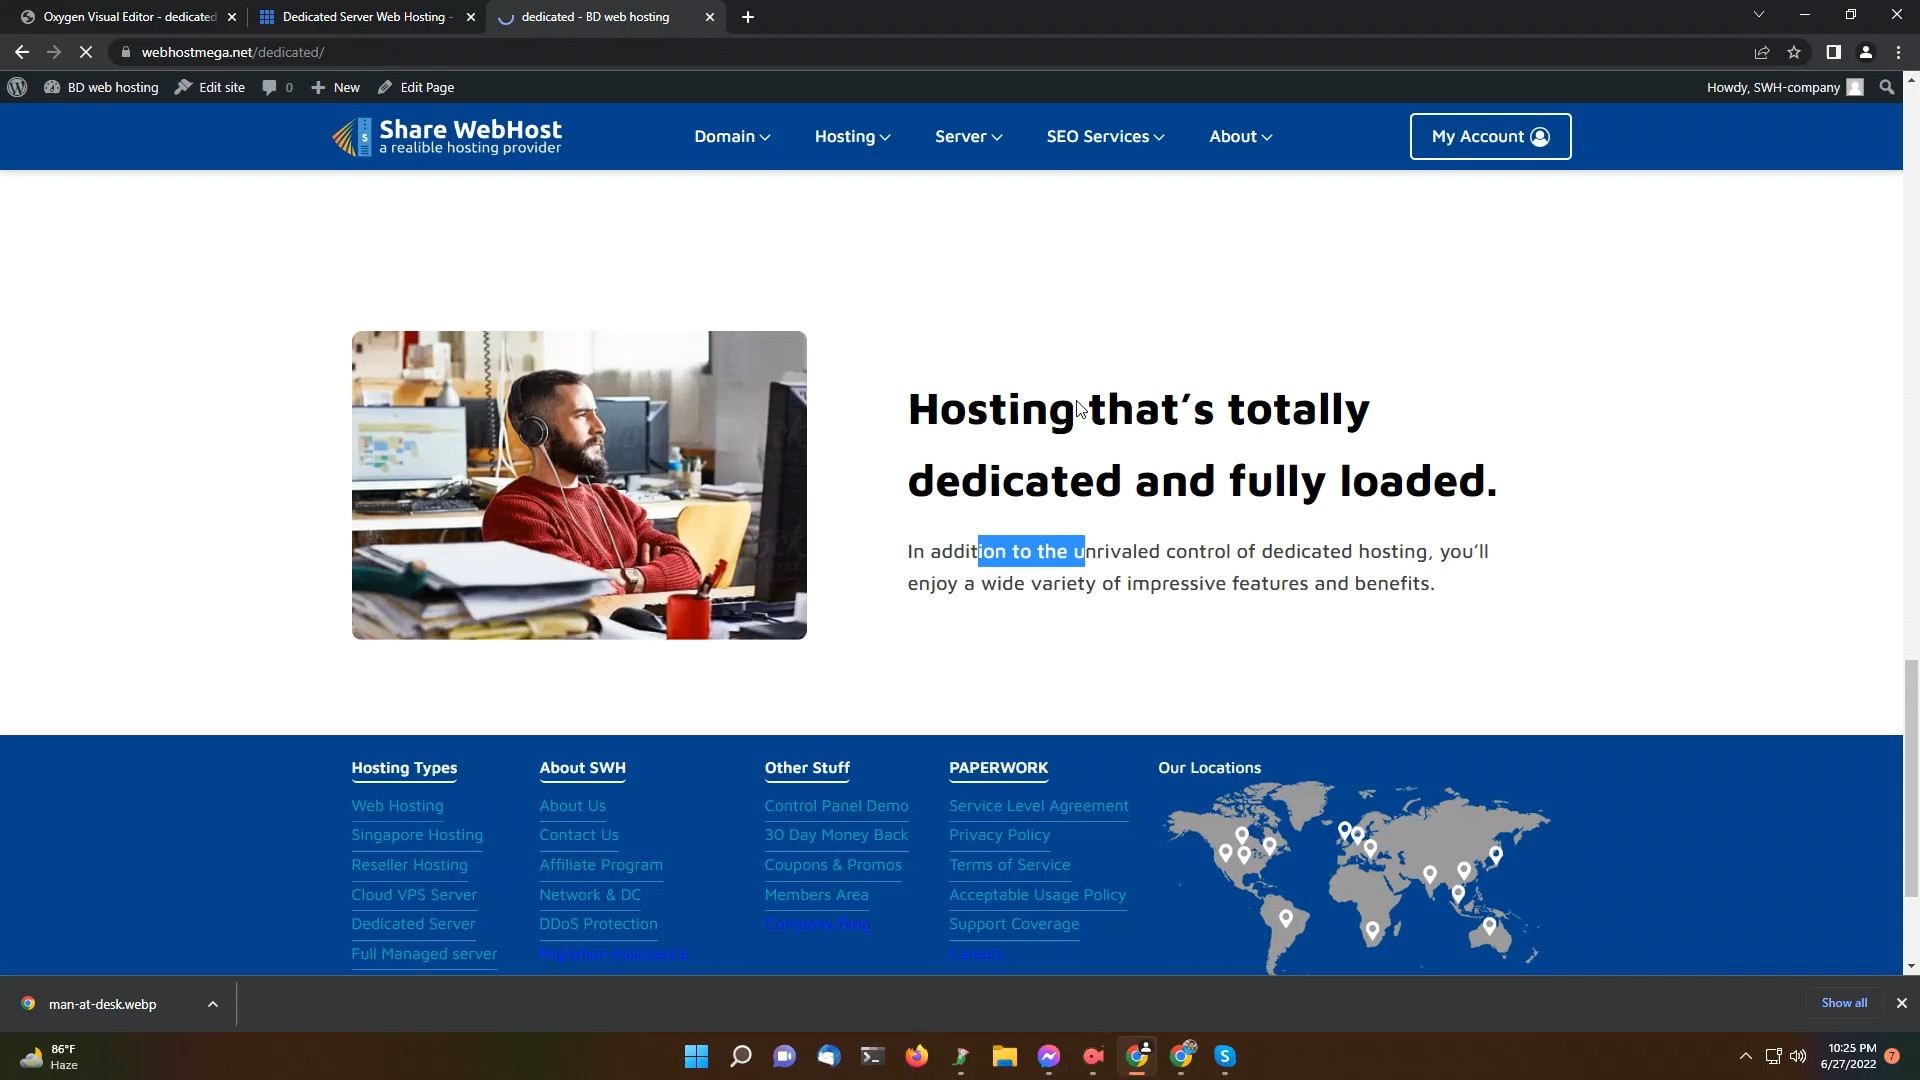 Oxygen Visual Editor - dedicated
Dedicated Server Web Hosting -
dedicated - BD web hosting
webhostmega.net/dedicated/
BD web hosting
Edit site
0
New
Edit Page
Howdy, SWH-company
Share WebHost
a realible hosting provider
Domain
Hosting
Server
SEO Services
About
My Account
Hosting that’s totally
dedicated and fully loaded.
In addition to the unrivaled control of dedicated hosting, you’ll
enjoy a wide variety of impressive features and benefits.
Hosting Types
Web Hosting
Singapore Hosting
Reseller Hosting
Cloud VPS Server
Dedicated Server
Full Managed server
About SWH
About Us
Contact Us
Affiliate Program
Network & DC
DDoS Protection
Migration Assistance
Other Stuff
Control Panel Demo
30 Day Money Back
Coupons & Promos
Members Area
Company Blog
PAPERWORK
Service Level Agreement
Privacy Policy
Terms of Service
Acceptable Usage Policy
Support Coverage
Careers
Our Locations
man-at-desk.webp
Show all
86°F
Haze
10:25 PM
6/27/2022
7